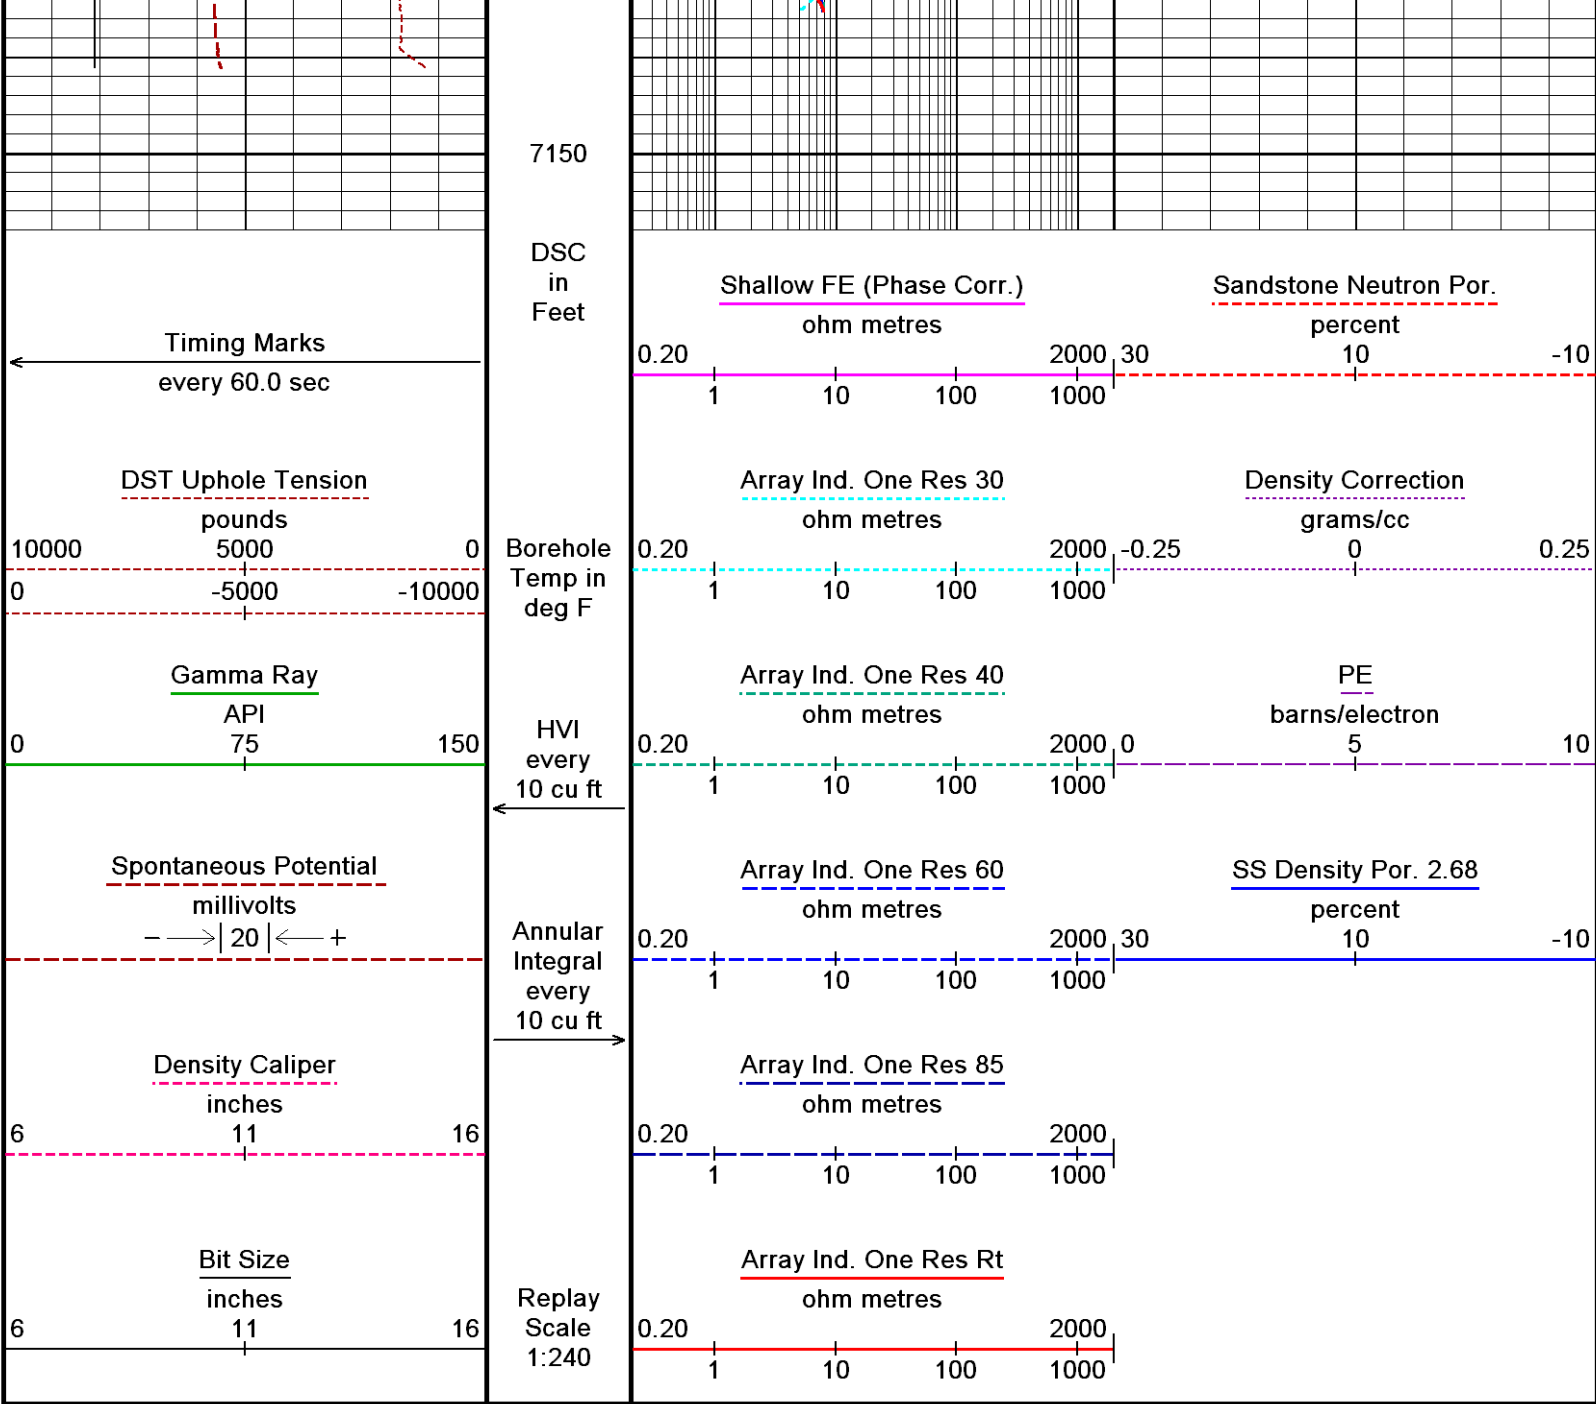 7150
DSC
in
Feet
Timing Marks
every 60.0 sec
DST Uphole Tension
pounds
10000 5000 0
0 -5000 -10000
Gamma Ray
API
0 75 150
Spontaneous Potential
millivolts
− 20 +
Density Caliper
inches
6 11 16
Bit Size
inches
6 11 16
Borehole
Temp in
deg F
HVI
every
10 cu ft
Annular
Integral
every
10 cu ft
Replay
Scale
1:240
Shallow FE (Phase Corr.)
ohm metres
0.20 2000
1 10 100 1000
Array Ind. One Res 30
ohm metres
0.20 2000
1 10 100 1000
Array Ind. One Res 40
ohm metres
0.20 2000
1 10 100 1000
Array Ind. One Res 60
ohm metres
0.20 2000
1 10 100 1000
Array Ind. One Res 85
ohm metres
0.20 2000
1 10 100 1000
Array Ind. One Res Rt
ohm metres
0.20 2000
1 10 100 1000
Sandstone Neutron Por.
percent
30 10 -10
Density Correction
grams/cc
-0.25 0 0.25
PE
barns/electron
0 5 10
SS Density Por. 2.68
percent
30 10 -10